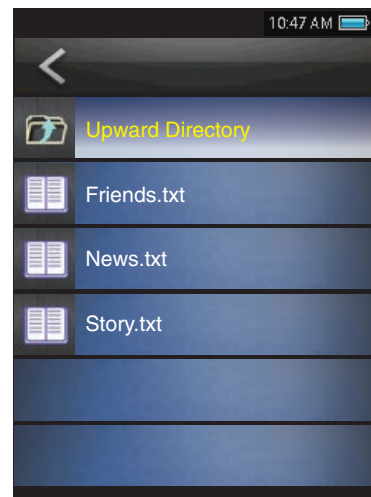 10:47 AM
Upward Directory
Friends.txt
News.txt
Story.txt